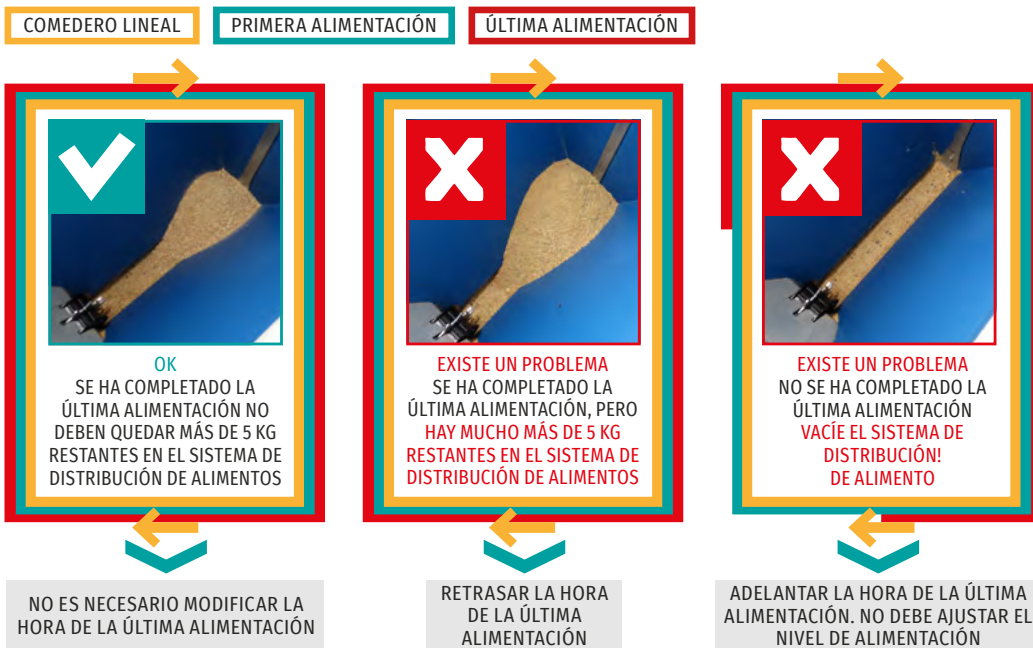 COMEDERO LINEAL
PRIMERA ALIMENTACIÓN
ÚLTIMA ALIMENTACIÓN
OK
SE HA COMPLETADO LA
ÚLTIMA ALIMENTACIÓN NO
DEBEN QUEDAR MÁS DE 5 KG
RESTANTES EN EL SISTEMA DE
DISTRIBUCIÓN DE ALIMENTOS
NO ES NECESARIO MODIFICAR LA
HORA DE LA ÚLTIMA ALIMENTACIÓN
EXISTE UN PROBLEMA
SE HA COMPLETADO LA
ÚLTIMA ALIMENTACIÓN, PERO
HAY MUCHO MÁS DE 5 KG
RESTANTES EN EL SISTEMA DE
DISTRIBUCIÓN DE ALIMENTOS
RETRASAR LA HORA
DE LA ÚLTIMA
ALIMENTACIÓN
EXISTE UN PROBLEMA
NO SE HA COMPLETADO LA
ÚLTIMA ALIMENTACIÓN
VACÍE EL SISTEMA DE
DISTRIBUCIÓN!
DE ALIMENTO
ADELANTAR LA HORA DE LA ÚLTIMA
ALIMENTACIÓN. NO DEBE AJUSTAR EL
NIVEL DE ALIMENTACIÓN